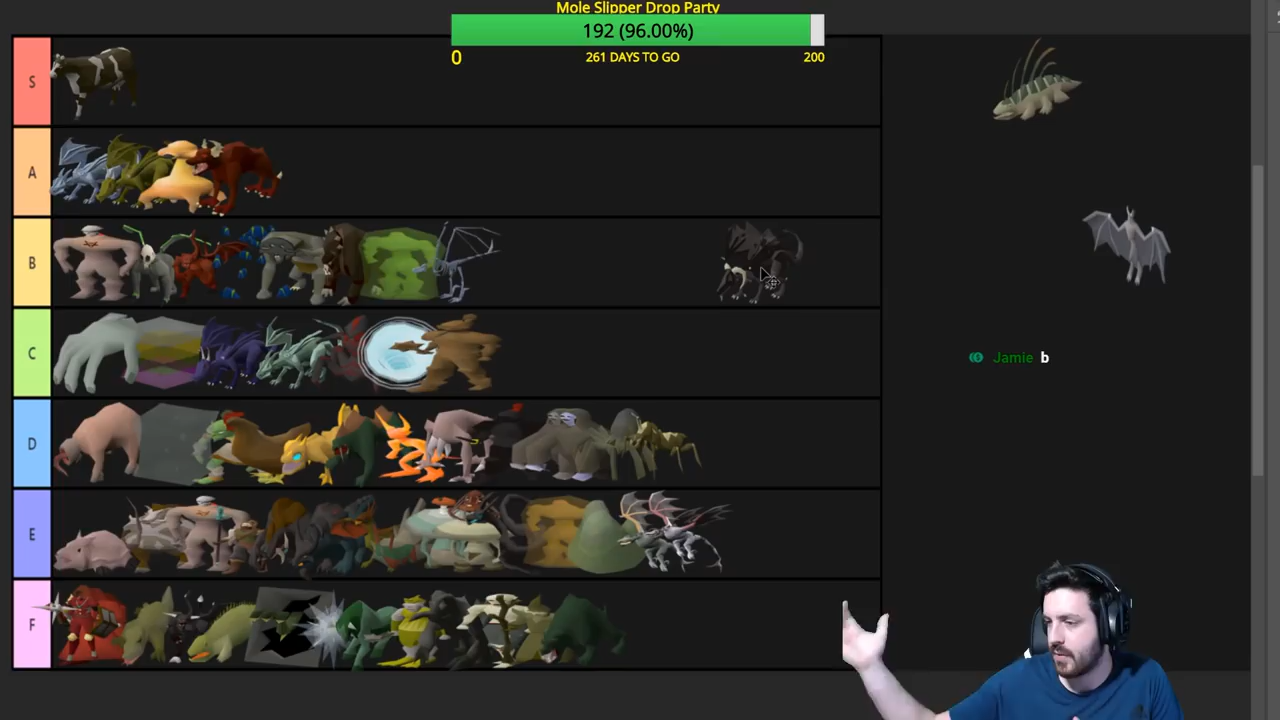 Mole Slipper Drop Party
192 (96.00%)
0 261 DAYS TO GO 200
S
A
B
Jamie b
C
D
E
F